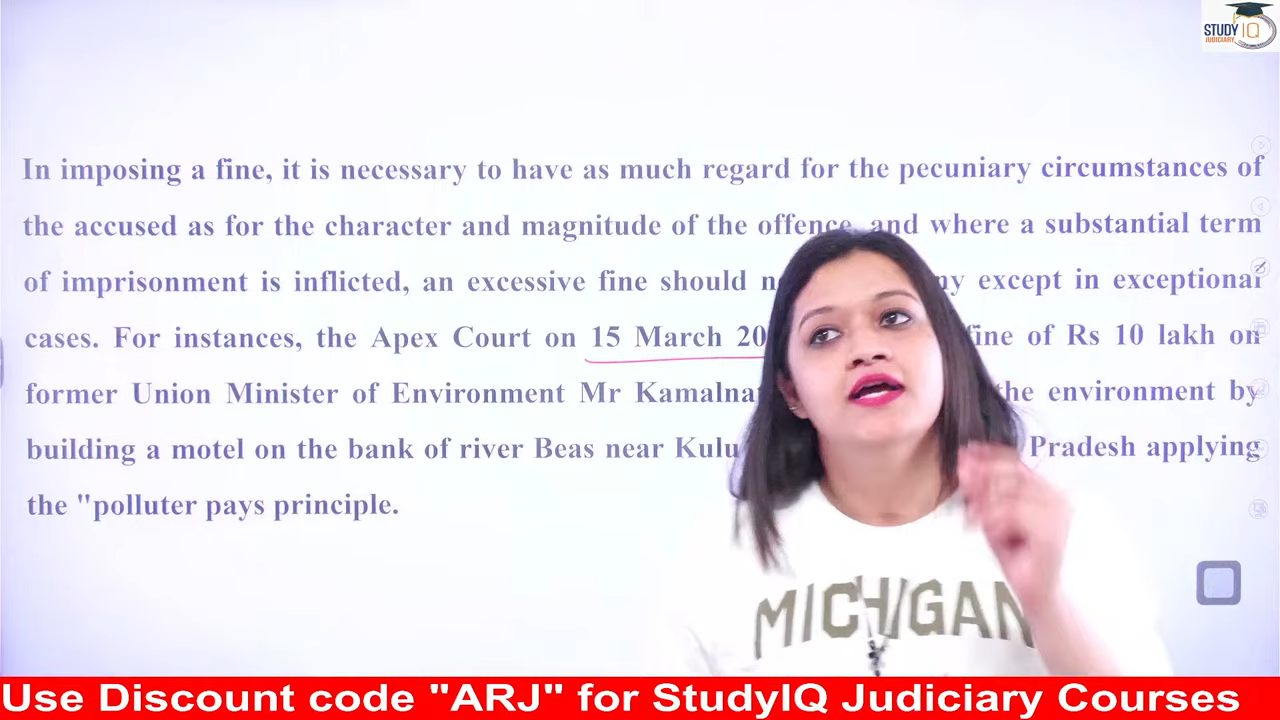 STUDY IQ
JUDICIARY
In imposing a fine, it is necessary to have as much regard for the pecuniary circumstances of
the accused as for the character and magnitude of the offence, and where a substantial term
of imprisonment is inflicted, an excessive fine should except in exceptional
cases. For instances, the Apex Court on 15 March fine of Rs 10 lakh on
former Union Minister of Environment Mr the environment by
building a motel on the bank of river Beas near Pradesh applying
the "polluter pays principle.
MICHIGAN
Use Discount code "ARJ" for StudyIQ Judiciary Courses